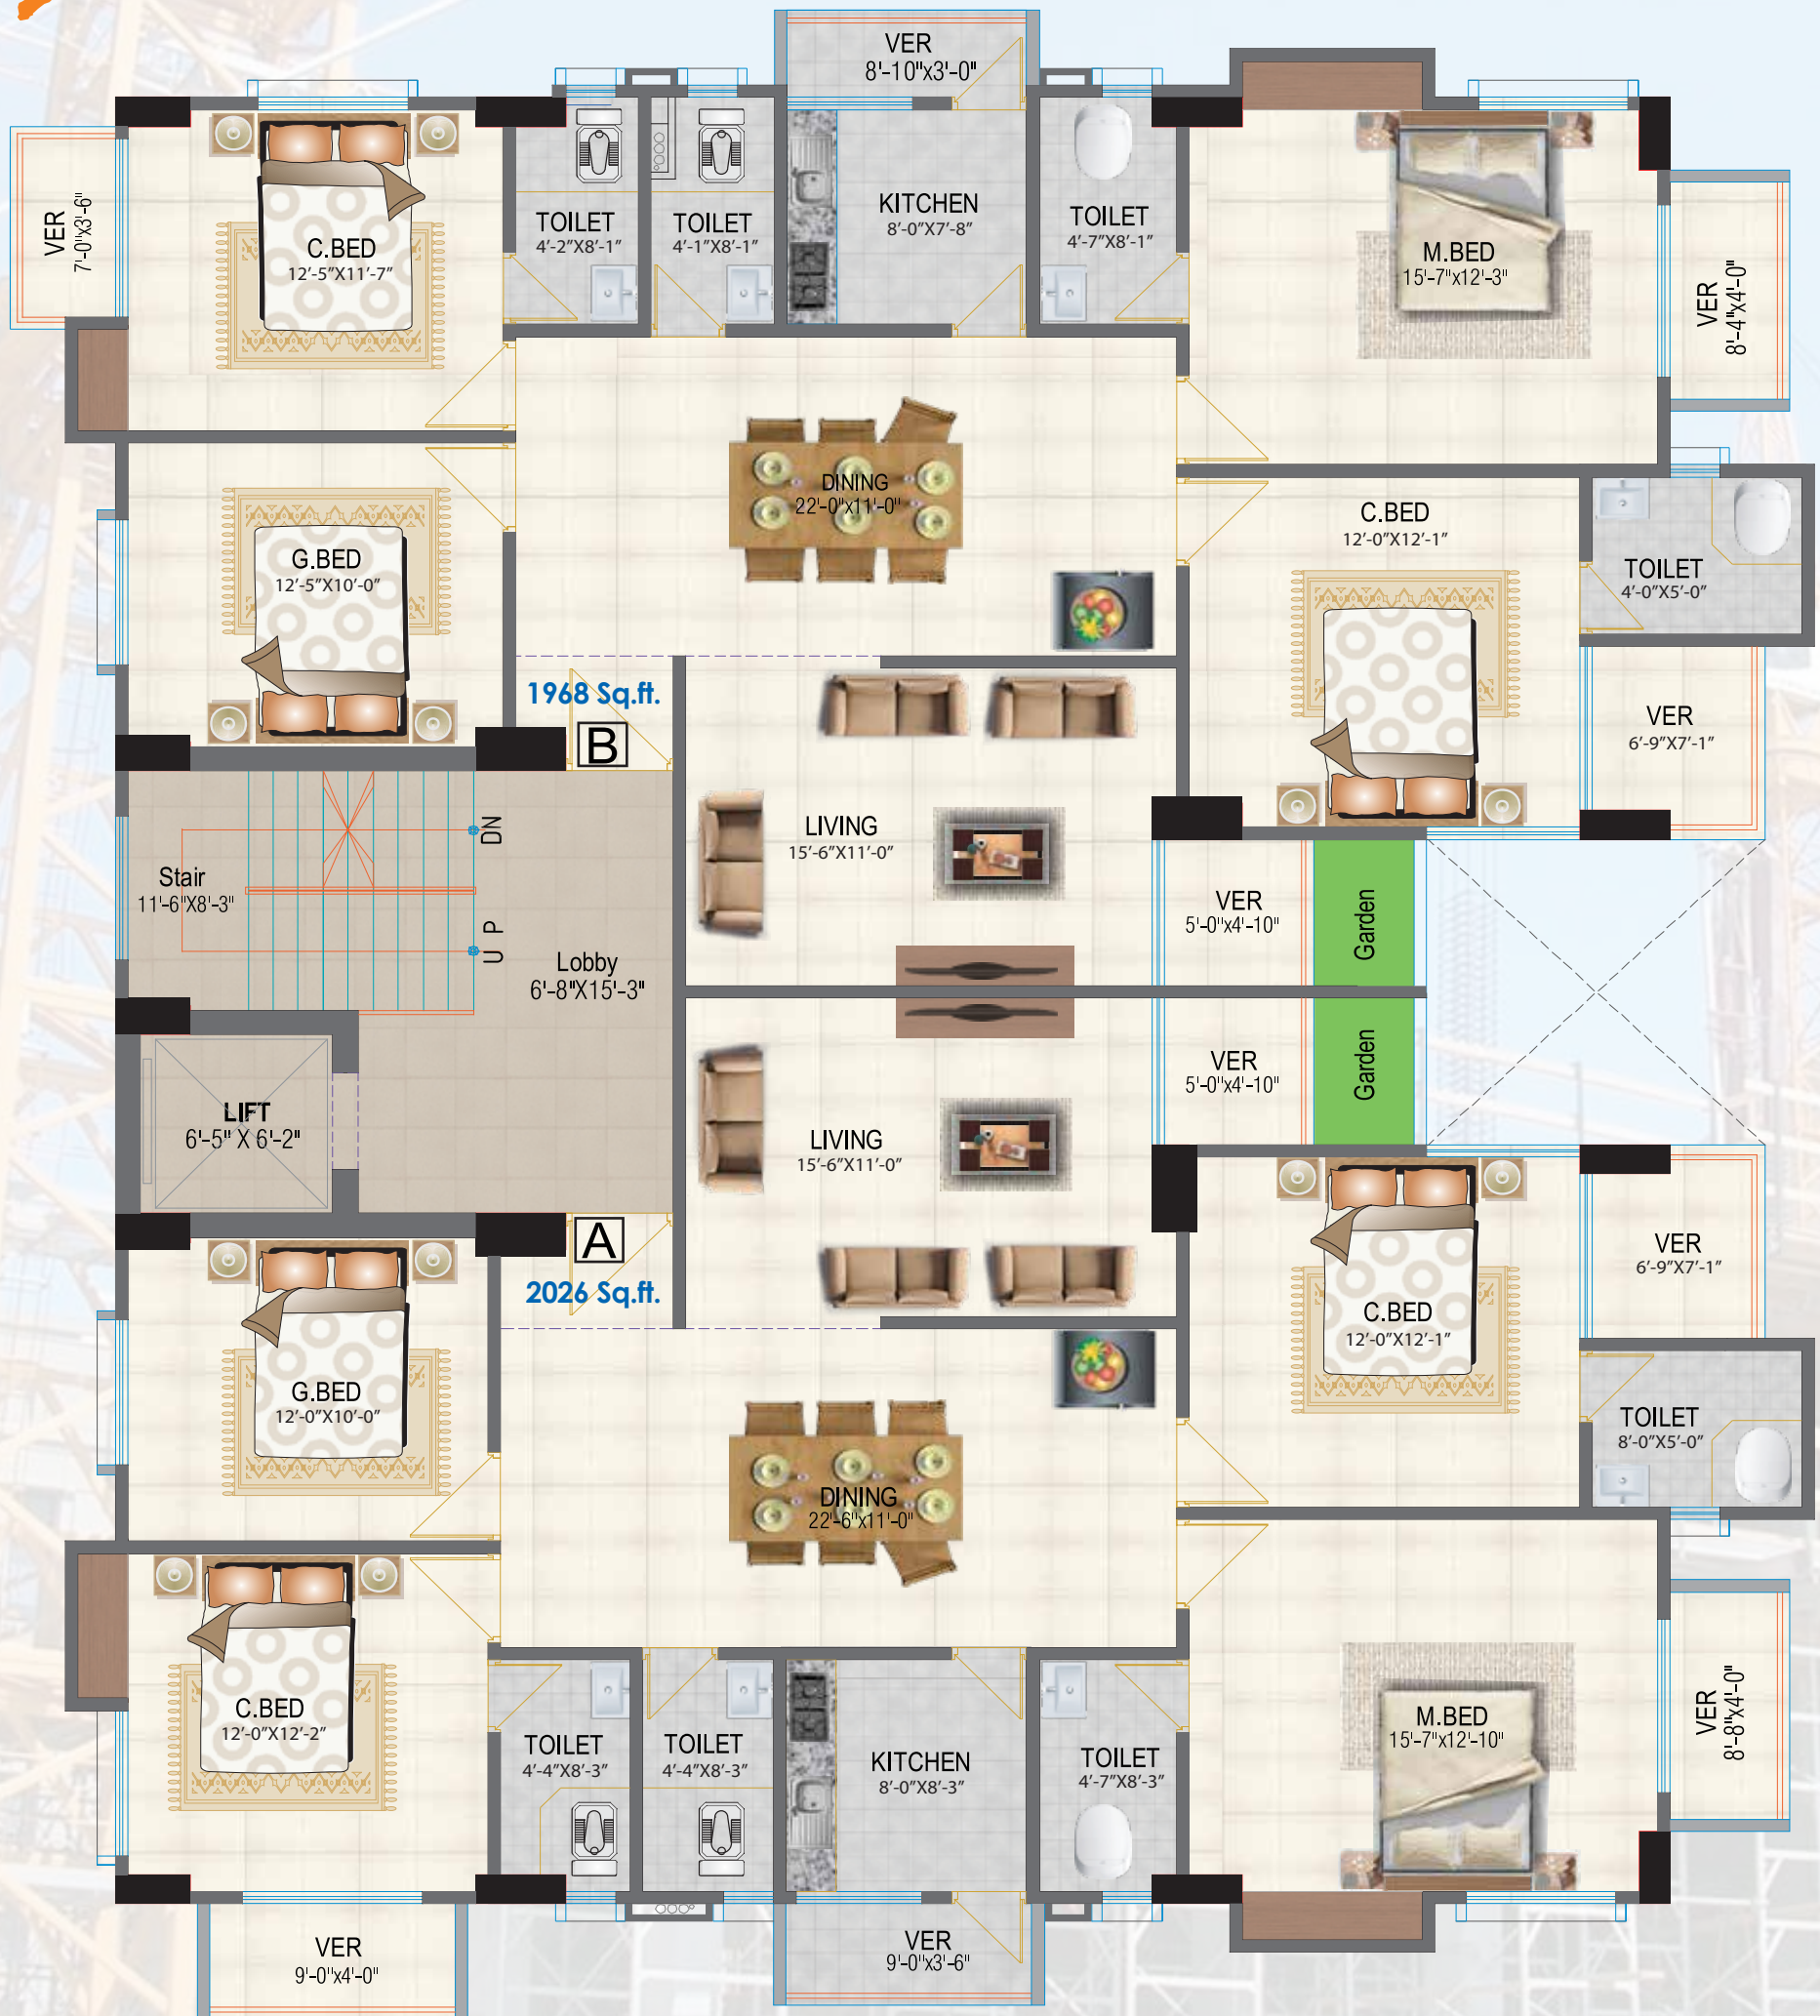 VER
8'-10"x3'-0"
VER
7'-0"x3'-6"
C.BED
12'-5"X11'-7"
TOILET
4'-2"X8'-1"
TOILET
4'-1"X8'-1"
KITCHEN
8'-0"X7'-8"
TOILET
4'-7"X8'-1"
M.BED
15'-7"x12'-3"
VER
8'-4"x4'-0"
DINING
22'-0"x11'-0"
G.BED
12'-5"X10'-0"
C.BED
12'-0"X12'-1"
TOILET
4'-0"X5'-0"
1968 Sq.ft.
B
VER
6'-9"X7'-1"
LIVING
15'-6"X11'-0"
DN
Stair
11'-6"X8'-3"
U P
Lobby
6'-8"X15'-3"
VER
5'-0"x4'-10"
Garden
VER
5'-0"x4'-10"
Garden
LIFT
6'-5" X 6'-2"
LIVING
15'-6"X11'-0"
A
2026 Sq.ft.
VER
6'-9"X7'-1"
C.BED
12'-0"X12'-1"
G.BED
12'-0"X10'-0"
TOILET
8'-0"X5'-0"
DINING
22'-6"x11'-0"
C.BED
12'-0"X12'-2"
TOILET
4'-4"X8'-3"
TOILET
4'-4"X8'-3"
KITCHEN
8'-0"X8'-3"
TOILET
4'-7"X8'-3"
M.BED
15'-7"x12'-10"
VER
8'-8"x4'-0"
VER
9'-0"x4'-0"
VER
9'-0"x3'-6"